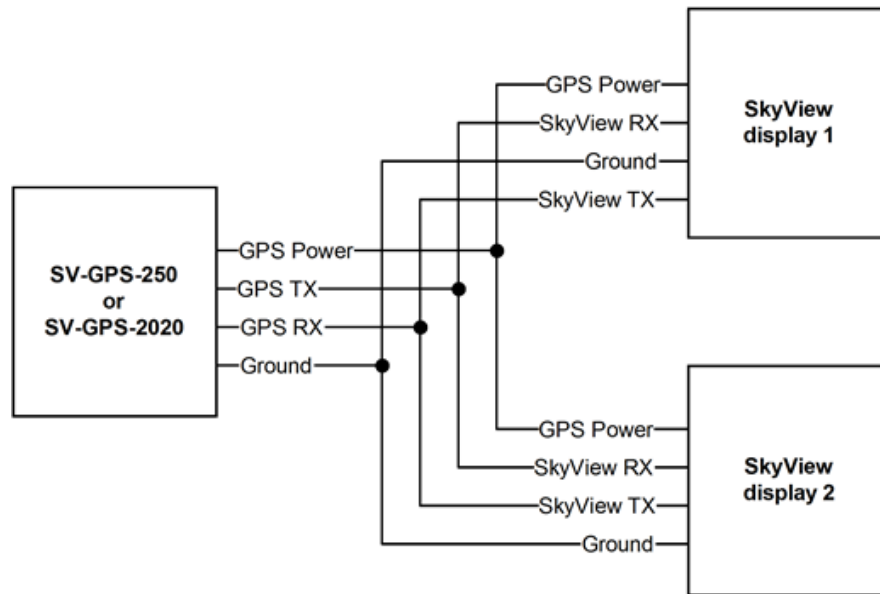 SV-GPS-250
or
SV-GPS-2020
GPS Power
GPS TX
GPS RX
Ground
GPS Power
SkyView RX
Ground
SkyView TX
SkyView
display 1
GPS Power
SkyView RX
SkyView TX
Ground
SkyView
display 2